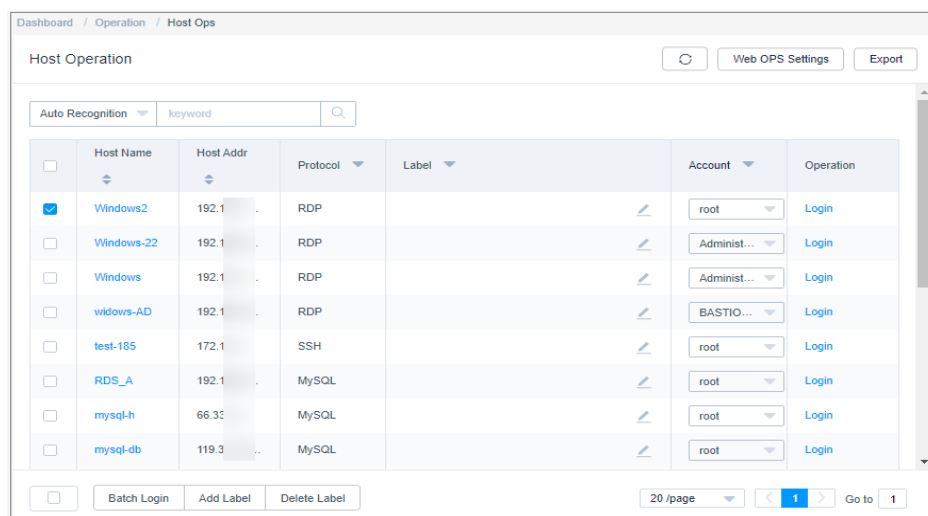 Dashboard / Operation / Host Ops
Host Operation
Web OPS Settings
Export
Auto Recognition
keyword
Host Name
Host Addr
Protocol
Label
Account
Operation
Windows2 192.1 . RDP root Login
Windows-22 192.1 . RDP Administ... Login
Windows 192.1 . RDP Administ... Login
widows-AD 192.1 . RDP BASTIO... Login
test-185 172.1 SSH root Login
RDS_A 192.1 . MySQL root Login
mysql-h 66.33 MySQL root Login
mysql-db 119.3 .. MySQL root Login
Batch Login
Add Label
Delete Label
20 /page
1
Go to 1